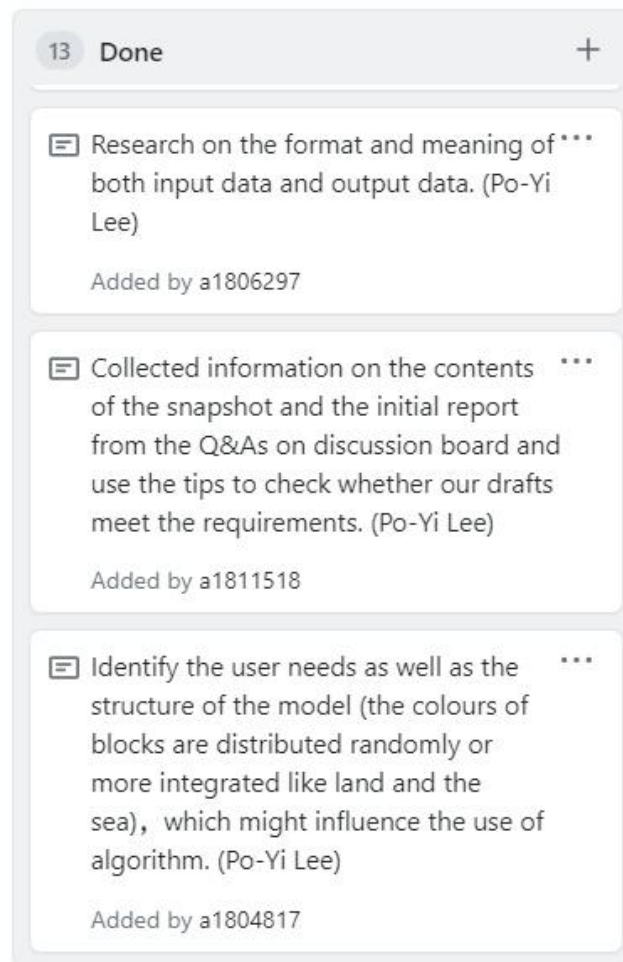 13 Done +
Research on the format and meaning of ...
both input data and output data. (Po-Yi
Lee)
Added by a1806297
Collected information on the contents ...
of the snapshot and the initial report
from the Q&As on discussion board and
use the tips to check whether our drafts
meet the requirements. (Po-Yi Lee)
Added by a1811518
Identify the user needs as well as the ...
structure of the model (the colours of
blocks are distributed randomly or
more integrated like land and the
sea)，which might influence the use of
algorithm. (Po-Yi Lee)
Added by a1804817